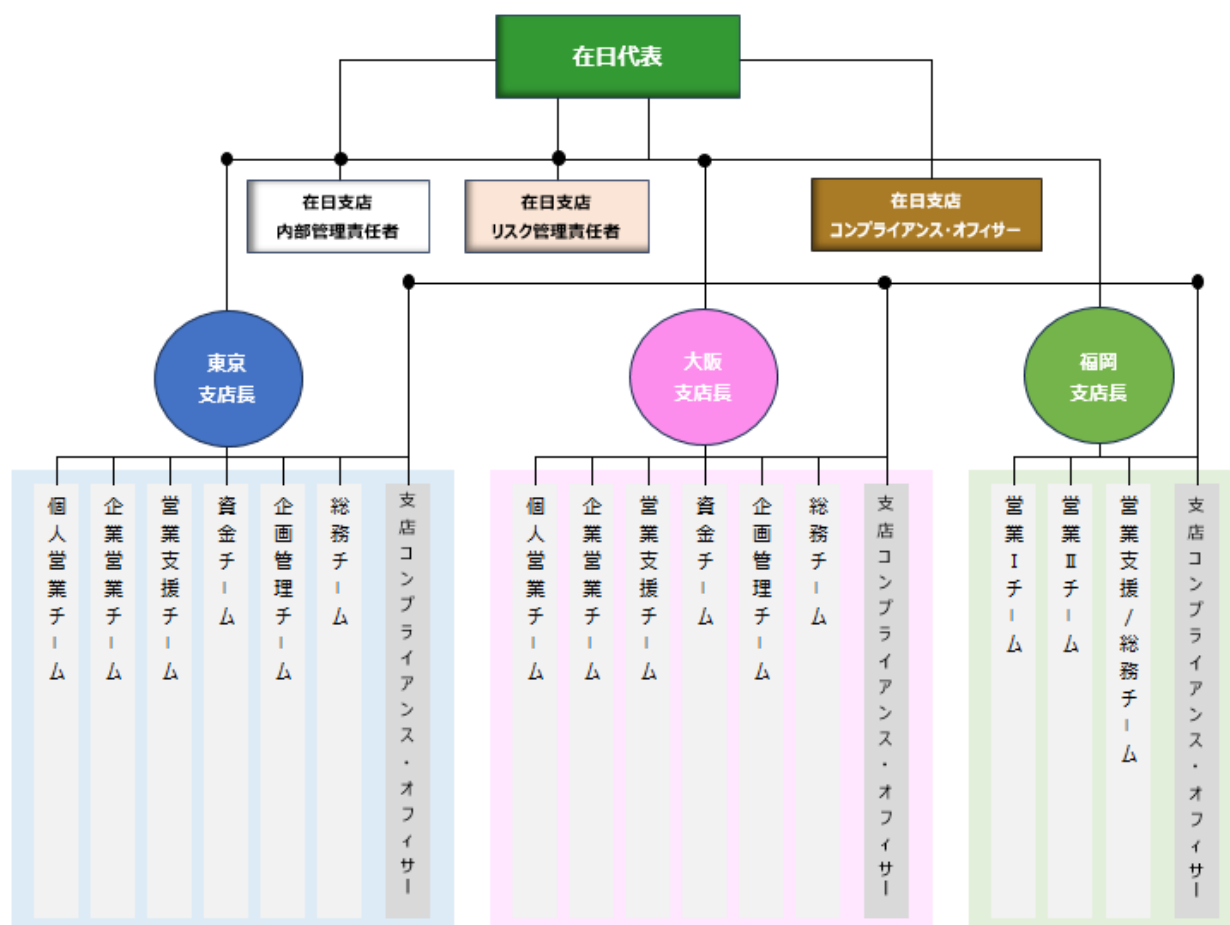 在日代表
在日支店
内部管理責任者
在日支店
リスク管理責任者
在日支店
コンプライアンス・オフィサー
東京
支店長
大阪
支店長
福岡
支店長
個人営業チーム
企業営業チーム
営業支援チーム
資金チーム
企画管理チーム
総務チーム
支店コンプライアンス・オフィサー
個人営業チーム
企業営業チーム
営業支援チーム
資金チーム
企画管理チーム
総務チーム
支店コンプライアンス・オフィサー
営業Ⅰチーム
営業Ⅱチーム
営業支援/総務チーム
支店コンプライアンス・オフィサー